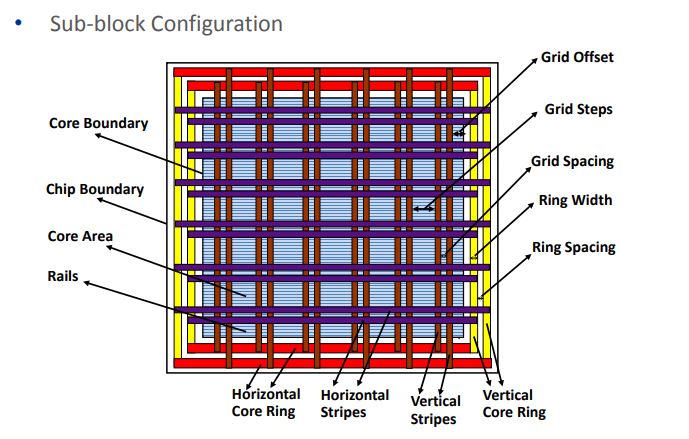 • Sub-block Configuration
Grid Offset
Grid Steps
Core Boundary
Grid Spacing
Chip Boundary
Ring Width
Core Area
Ring Spacing
Rails
Horizontal
Core Ring
Horizontal
Stripes
Vertical
Stripes
Vertical
Core Ring